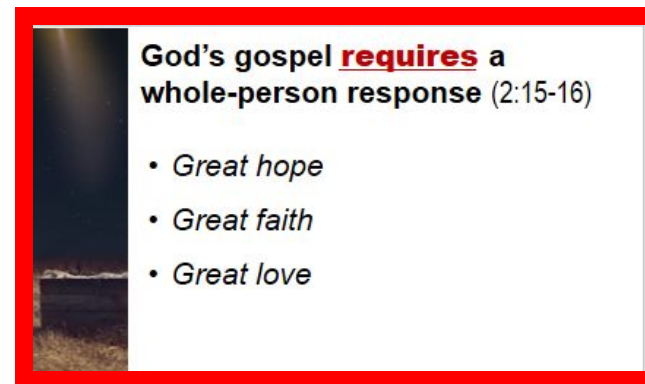 God’s gospel requires a
whole-person response (2:15-16)
• Great hope
• Great faith
• Great love